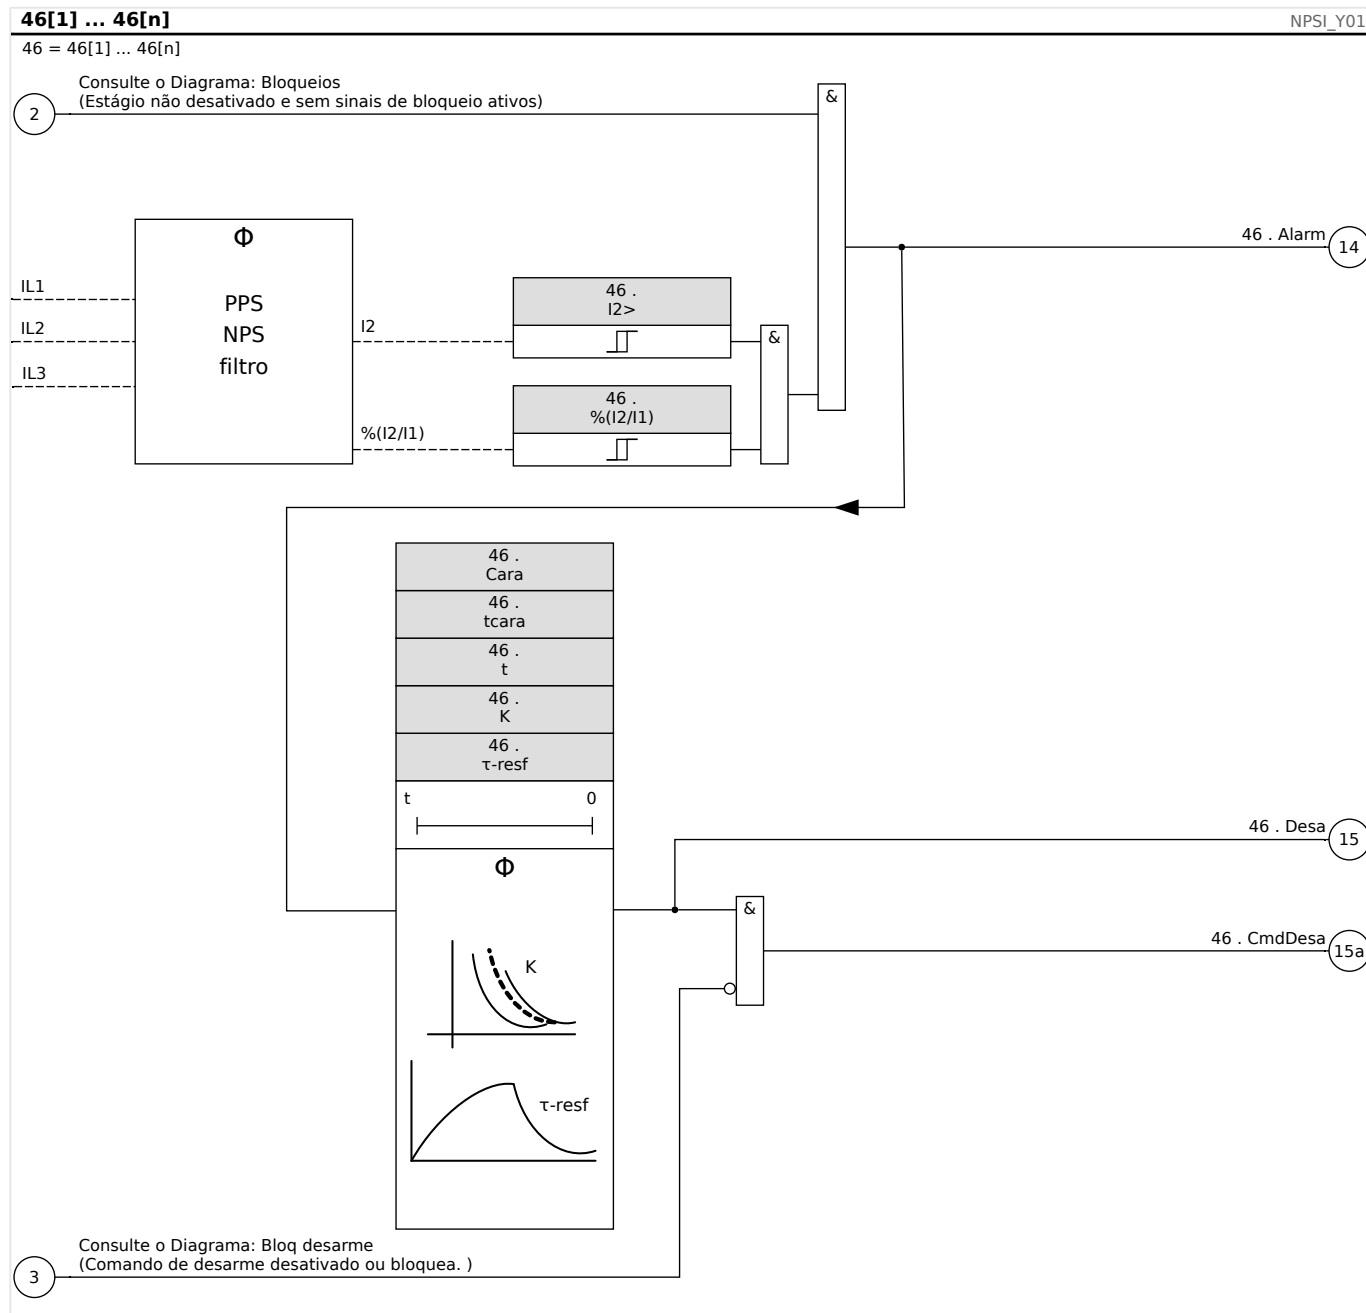 46[1] ... 46[n]
NPSI_Y01
46 = 46[1] ... 46[n]
Consulte o Diagrama: Bloqueios
(Estágio não desativado e sem sinais de bloqueio ativos)
2
&
Φ
PPS
NPS
filtro
IL1
IL2
IL3
I2
%(I2/I1)
46 .
I2>
46 .
%(I2/I1)
&
46 . Alarm
14
46 .
Cara
46 .
tcara
46 .
t
46 .
K
46 .
τ-resf
t 0
Φ
K
τ-resf
46 . Desa
15
&
46 . CmdDesa
15a
Consulte o Diagrama: Bloq desarme
(Comando de desarme desativado ou bloquea. )
3